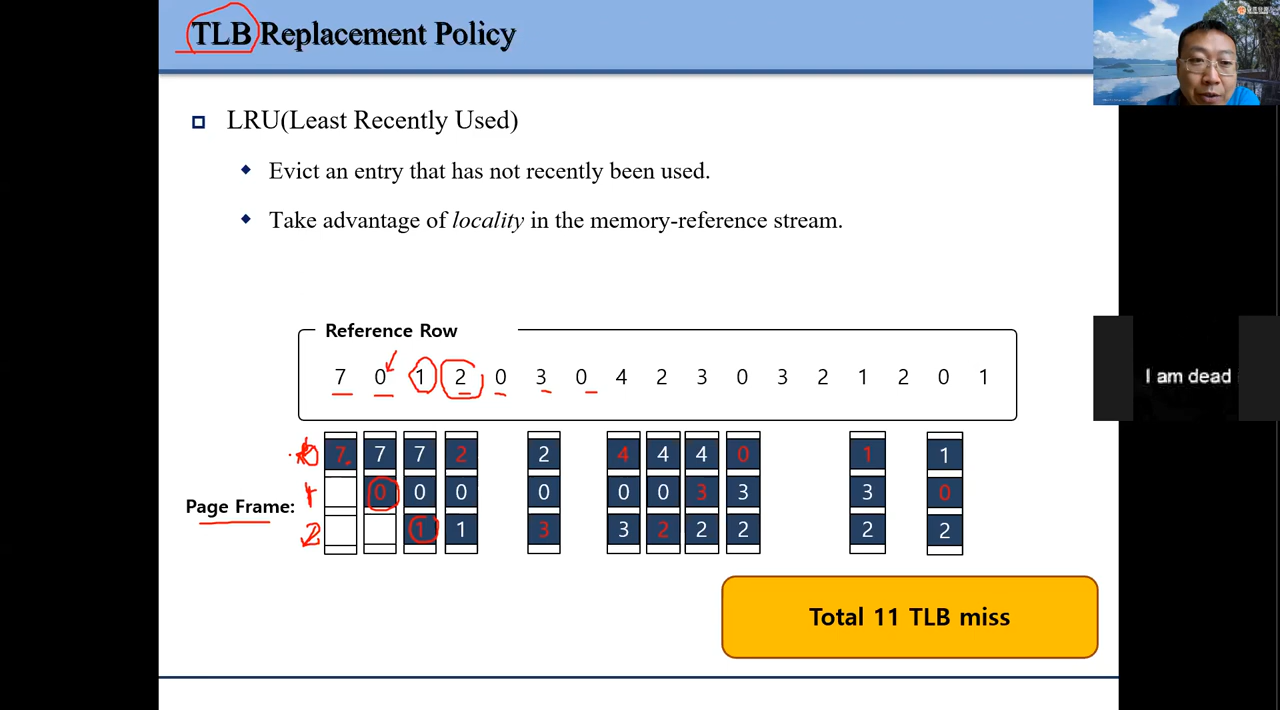 TLB Replacement Policy
LRU(Least Recently Used)
Evict an entry that has not recently been used.
Take advantage of locality in the memory-reference stream.
Reference Row
7 0 1 2 0 3 0 4 2 3 0 3 2 1 2 0 1
I am dead
7 7 7 2 2 4 4 4 0 1 1
0 0 0 0 0 0 3 3 3 0
Page Frame:
1 1 3 3 2 2 2 2 2
Total 11 TLB miss